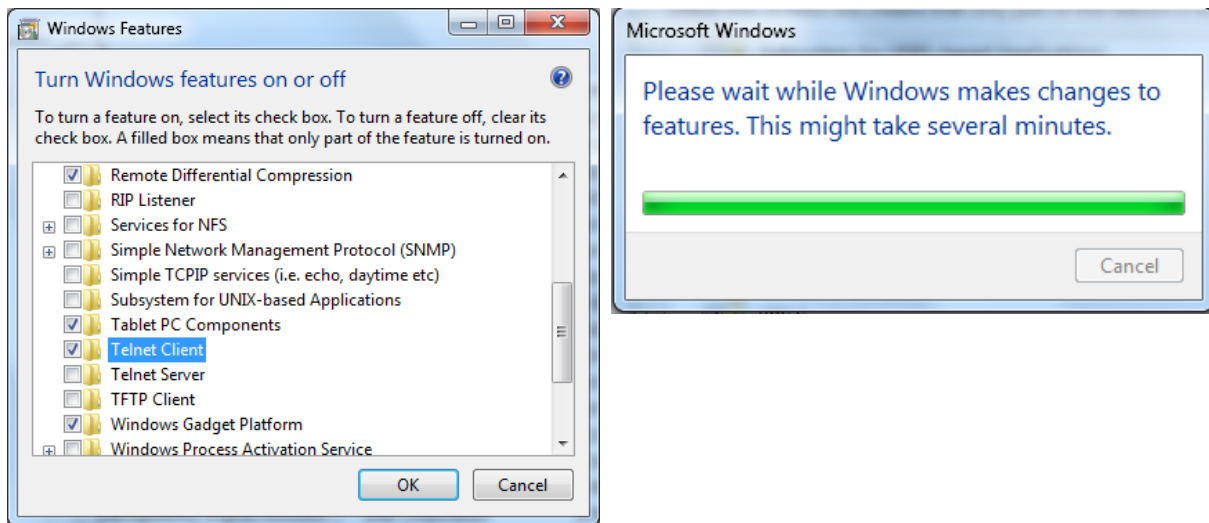 Windows Features
Turn Windows features on or off
To turn a feature on, select its check box. To turn a feature off, clear its
check box. A filled box means that only part of the feature is turned on.
Remote Differential Compression
RIP Listener
Services for NFS
Simple Network Management Protocol (SNMP)
Simple TCPIP services (i.e. echo, daytime etc)
Subsystem for UNIX-based Applications
Tablet PC Components
Telnet Client
Telnet Server
TFTP Client
Windows Gadget Platform
Windows Process Activation Service
OK
Cancel
Microsoft Windows
Please wait while Windows makes changes to
features. This might take several minutes.
Cancel